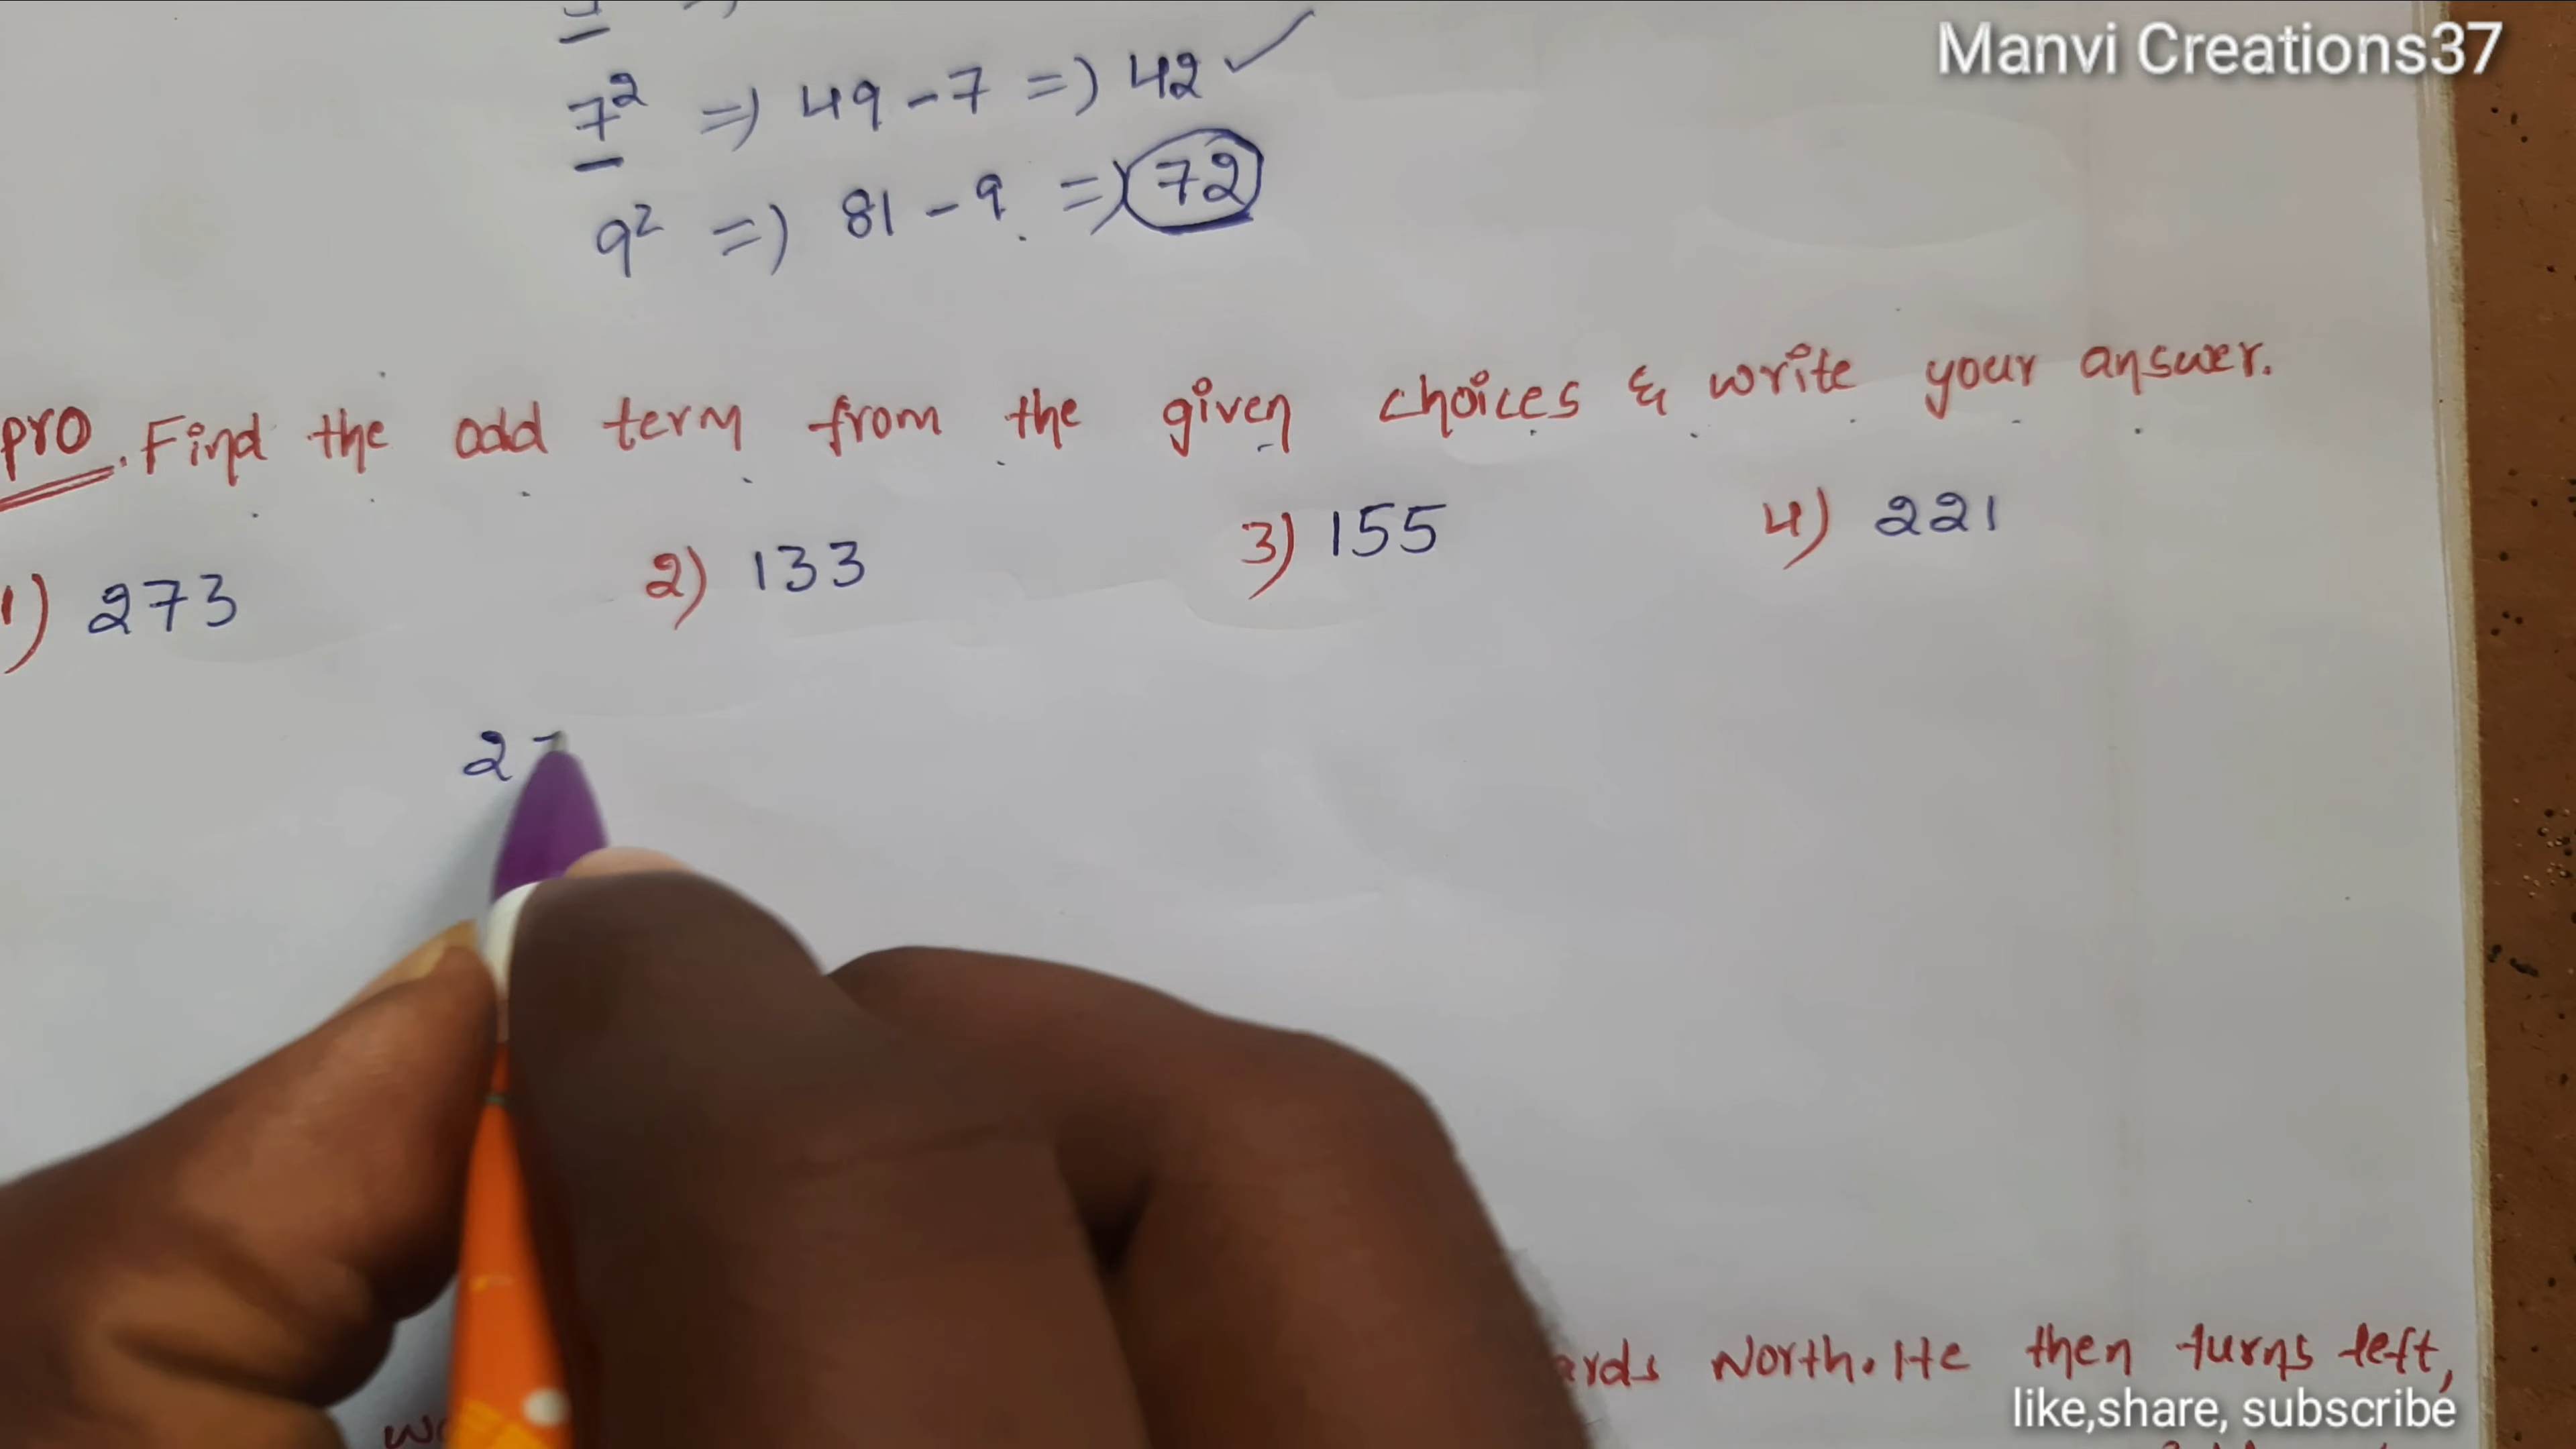 Manvi Creations37
7² => 49 - 7 => 42 ✓
9² => 81 - 9 => 72
pro. Find the odd term from the given choices & write your answer.
1) 273 2) 133 3) 155 4) 221
2
North. He then turns left,
like,share, subscribe